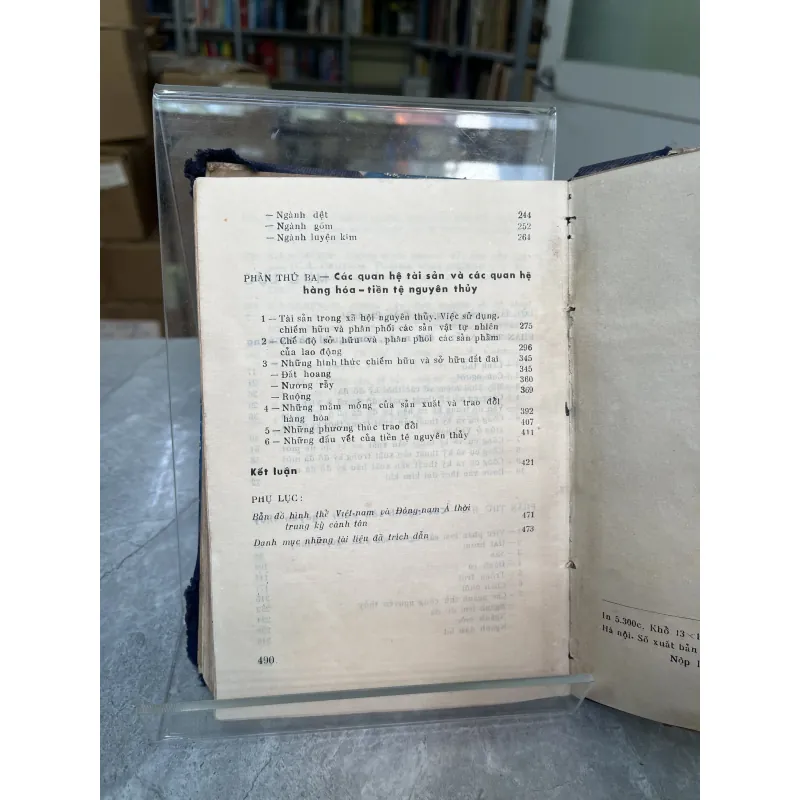 — Ngành dệt 244
— Ngành gốm 252
— Ngành luyện kim 264
PHẦN THỨ BA — Các quan hệ tài sản và các quan hệ
hàng hóa – tiền tệ nguyên thủy
1 — Tài sản trong xã hội nguyên thủy. Việc sử dụng,
chiếm hữu và phân phối các sản vật tự nhiên 275
2 — Chế độ sở hữu và phân phối các sản phẩm
của lao động 296
3 — Những hình thức chiếm hữu và sở hữu đất đai 345
— Đất hoang 345
— Nương rẫy 360
— Ruộng 369
4 — Những mầm mống của sản xuất và trao đổi
hàng hóa 392
5 — Những phương thức trao đổi 407
6 — Những dấu vết của tiền tệ nguyên thủy 411
Kết luận 421
PHỤ LỤC :
Bản đồ hình thể Việt-nam và Đông-nam-Á thời
trung kỳ cánh tân 471
Danh mục những tài liệu đã trích dẫn 473
490
In 5.300c, Khổ 13×
Hà nội. Số xuất bản
Nộp 1